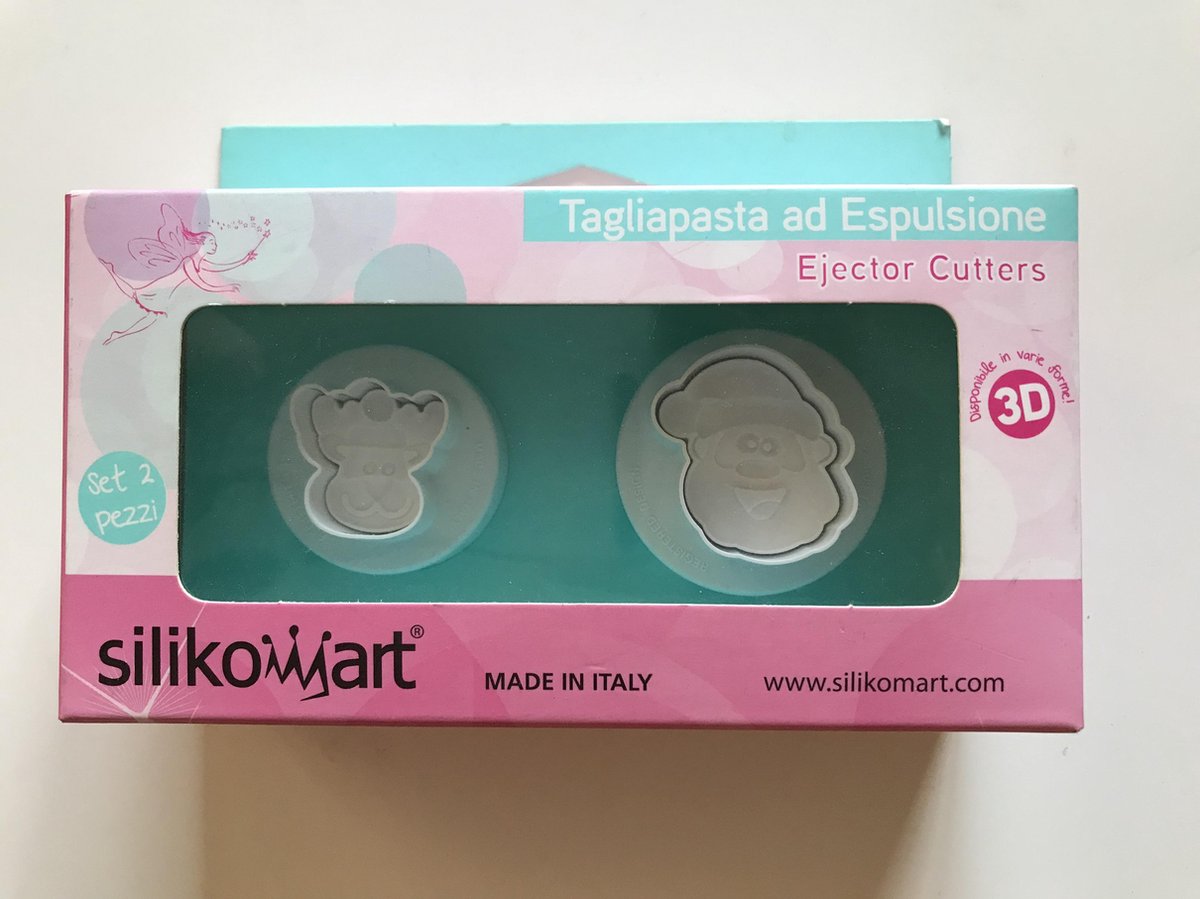 Tagliapasta ad Espulsione
Ejector Cutters
Disponibile in varie forme!
3D
set 2
pezzi
silikomart®
MADE IN ITALY
www.silikomart.com